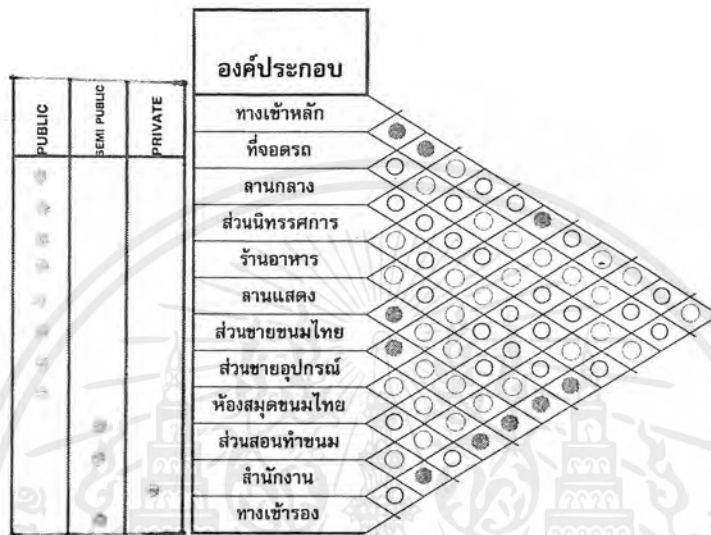 องค์ประกอบ
PUBLIC
SEMI PUBLIC
PRIVATE
ทางเข้าหลัก
ที่จอดรถ
ลานกลาง
ส่วนนิทรรศการ
ร้านอาหาร
ลานแสดง
ส่วนขายขนมไทย
ส่วนขายอุปกรณ์
ห้องสมุดขนมไทย
ส่วนสอนทำขนม
สำนักงาน
ทางเข้ารอง